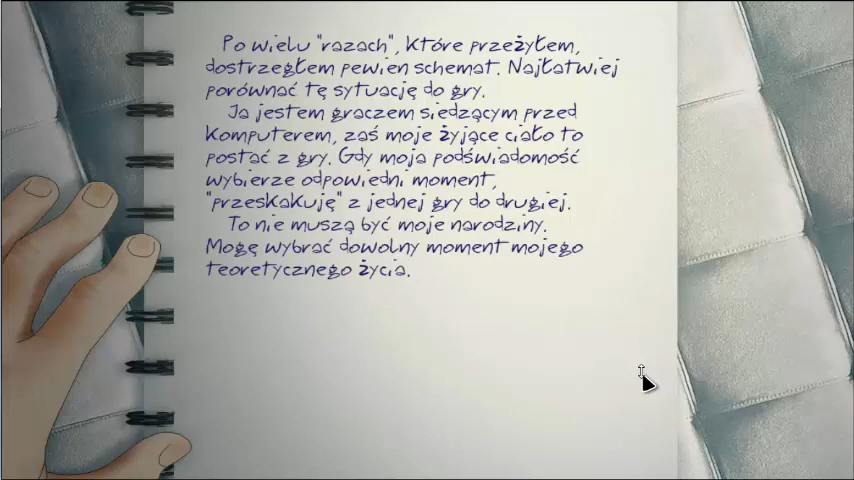 Po wielu "razach", które przeżyłem,
dostrzegłem pewien schemat. Najłatwiej
porównać tę sytuację do gry.
Ja jestem graczem siedzącym przed
komputerem, zaś moje żyjące ciało to
postać z gry. Gdy moja podświadomość
wybierze odpowiedni moment,
"przeskakuję" z jednej gry do drugiej.
To nie muszą być moje narodziny.
Mogę wybrać dowolny moment mojego
teoretycznego życia.